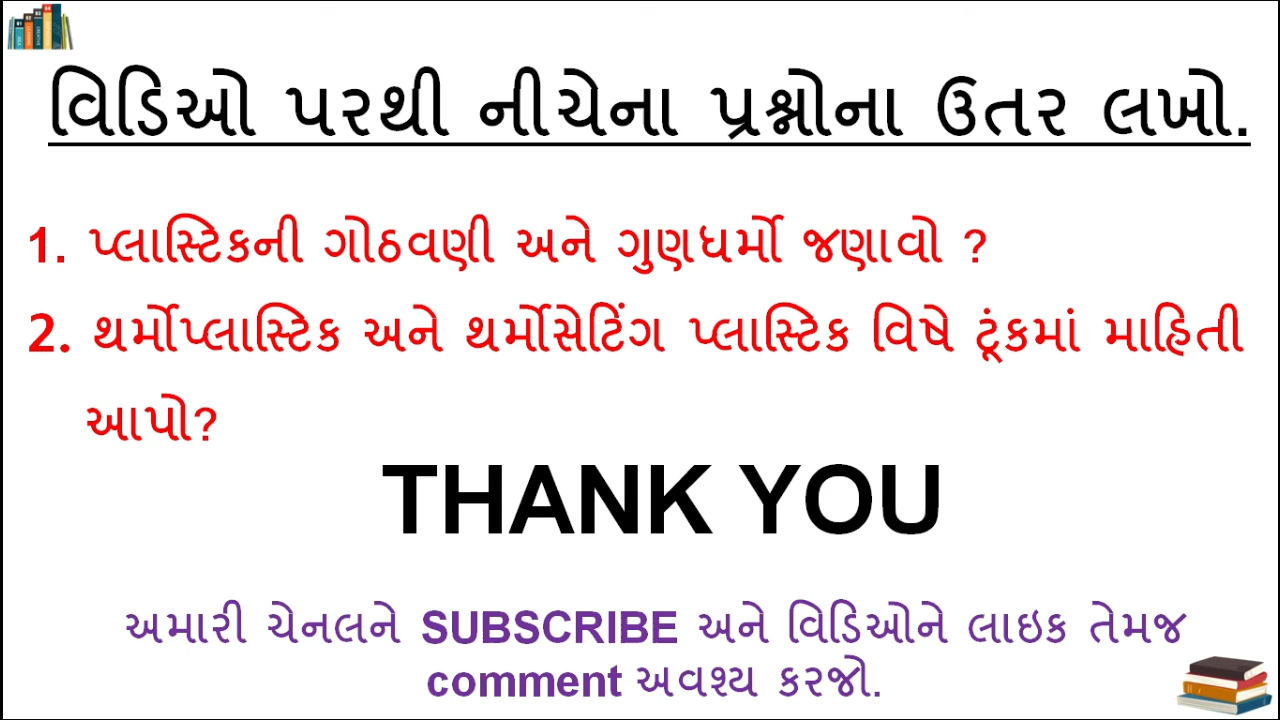 વિડિઓ પરથી નીચેના પ્રશ્નોના ઉતર લખો.
1. પ્લાસ્ટિકની ગોઠવણી અને ગુણધર્મો જણાવો ?
2. થર્મોપ્લાસ્ટિક અને થર્મોસેટિંગ પ્લાસ્ટિક વિષે ટૂંકમાં માહિતી
આપો?
THANK YOU
અમારી ચેનલને SUBSCRIBE અને વિડિઓને લાઇક તેમજ
comment અવશ્ય કરજો.